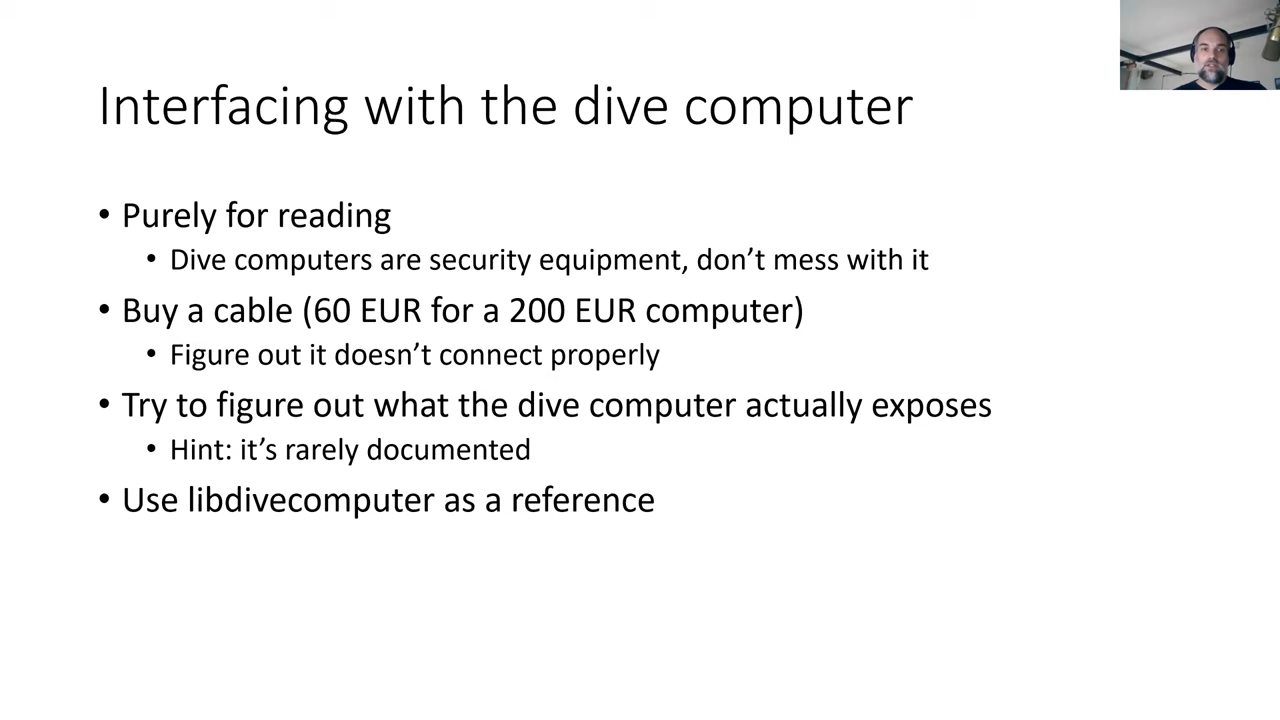 Interfacing with the dive computer
• Purely for reading
• Dive computers are security equipment, don’t mess with it
• Buy a cable (60 EUR for a 200 EUR computer)
• Figure out it doesn’t connect properly
• Try to figure out what the dive computer actually exposes
• Hint: it’s rarely documented
• Use libdivecomputer as a reference